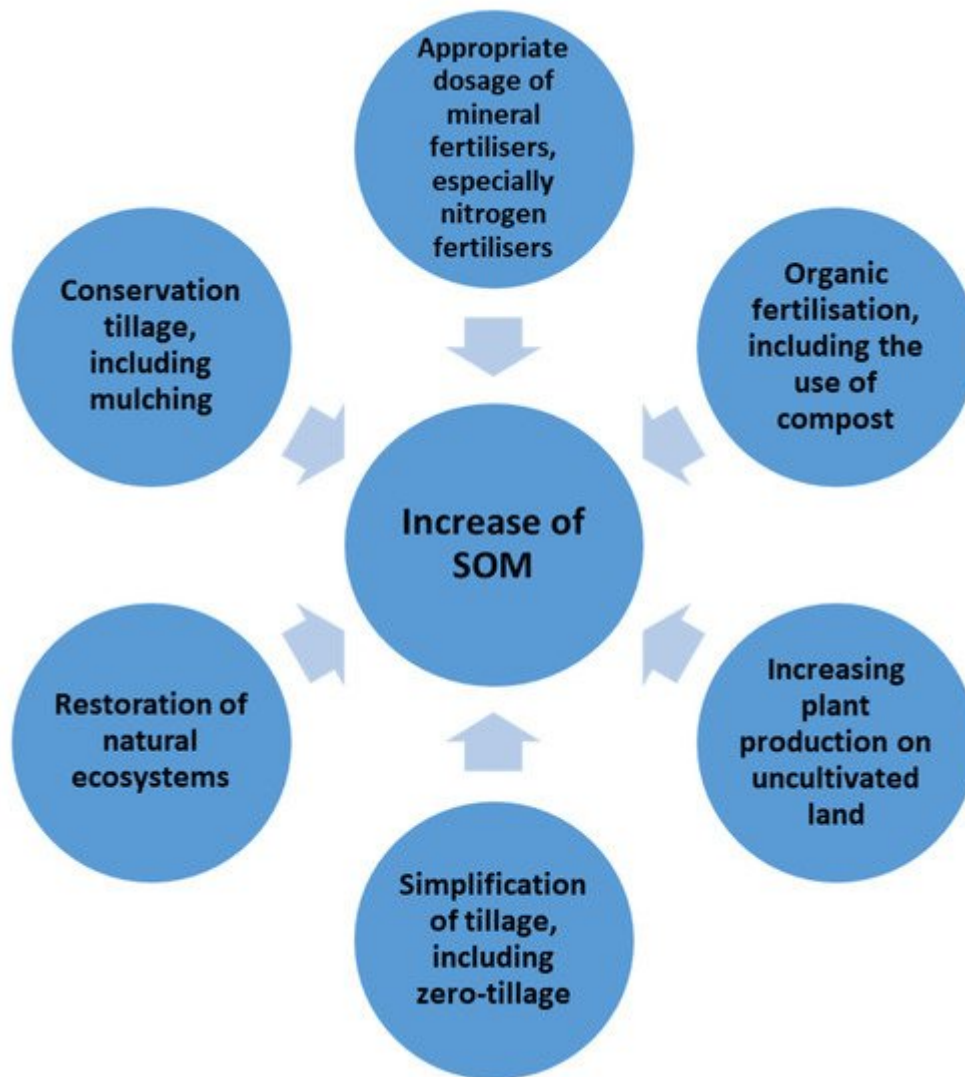 Appropriate
dosage of
mineral
fertilisers,
especially
nitrogen
fertilisers
Organic
fertilisation,
including the
use of
compost
Increasing
plant
production on
uncultivated
land
Simplification
of tillage,
including
zero-tillage
Restoration of
natural
ecosystems
Conservation
tillage,
including
mulching
Increase of
SOM